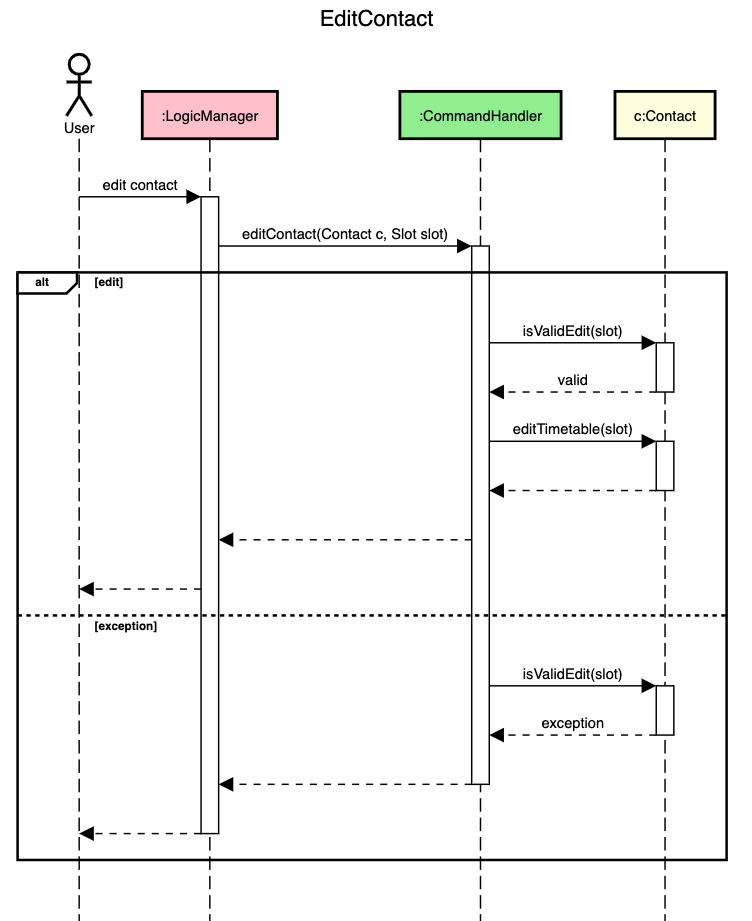 EditContact
User
:LogicManager
:CommandHandler
c:Contact
edit contact
editContact(Contact c, Slot slot)
alt
[edit]
isValidEdit(slot)
valid
editTimetable(slot)
[exception]
isValidEdit(slot)
exception